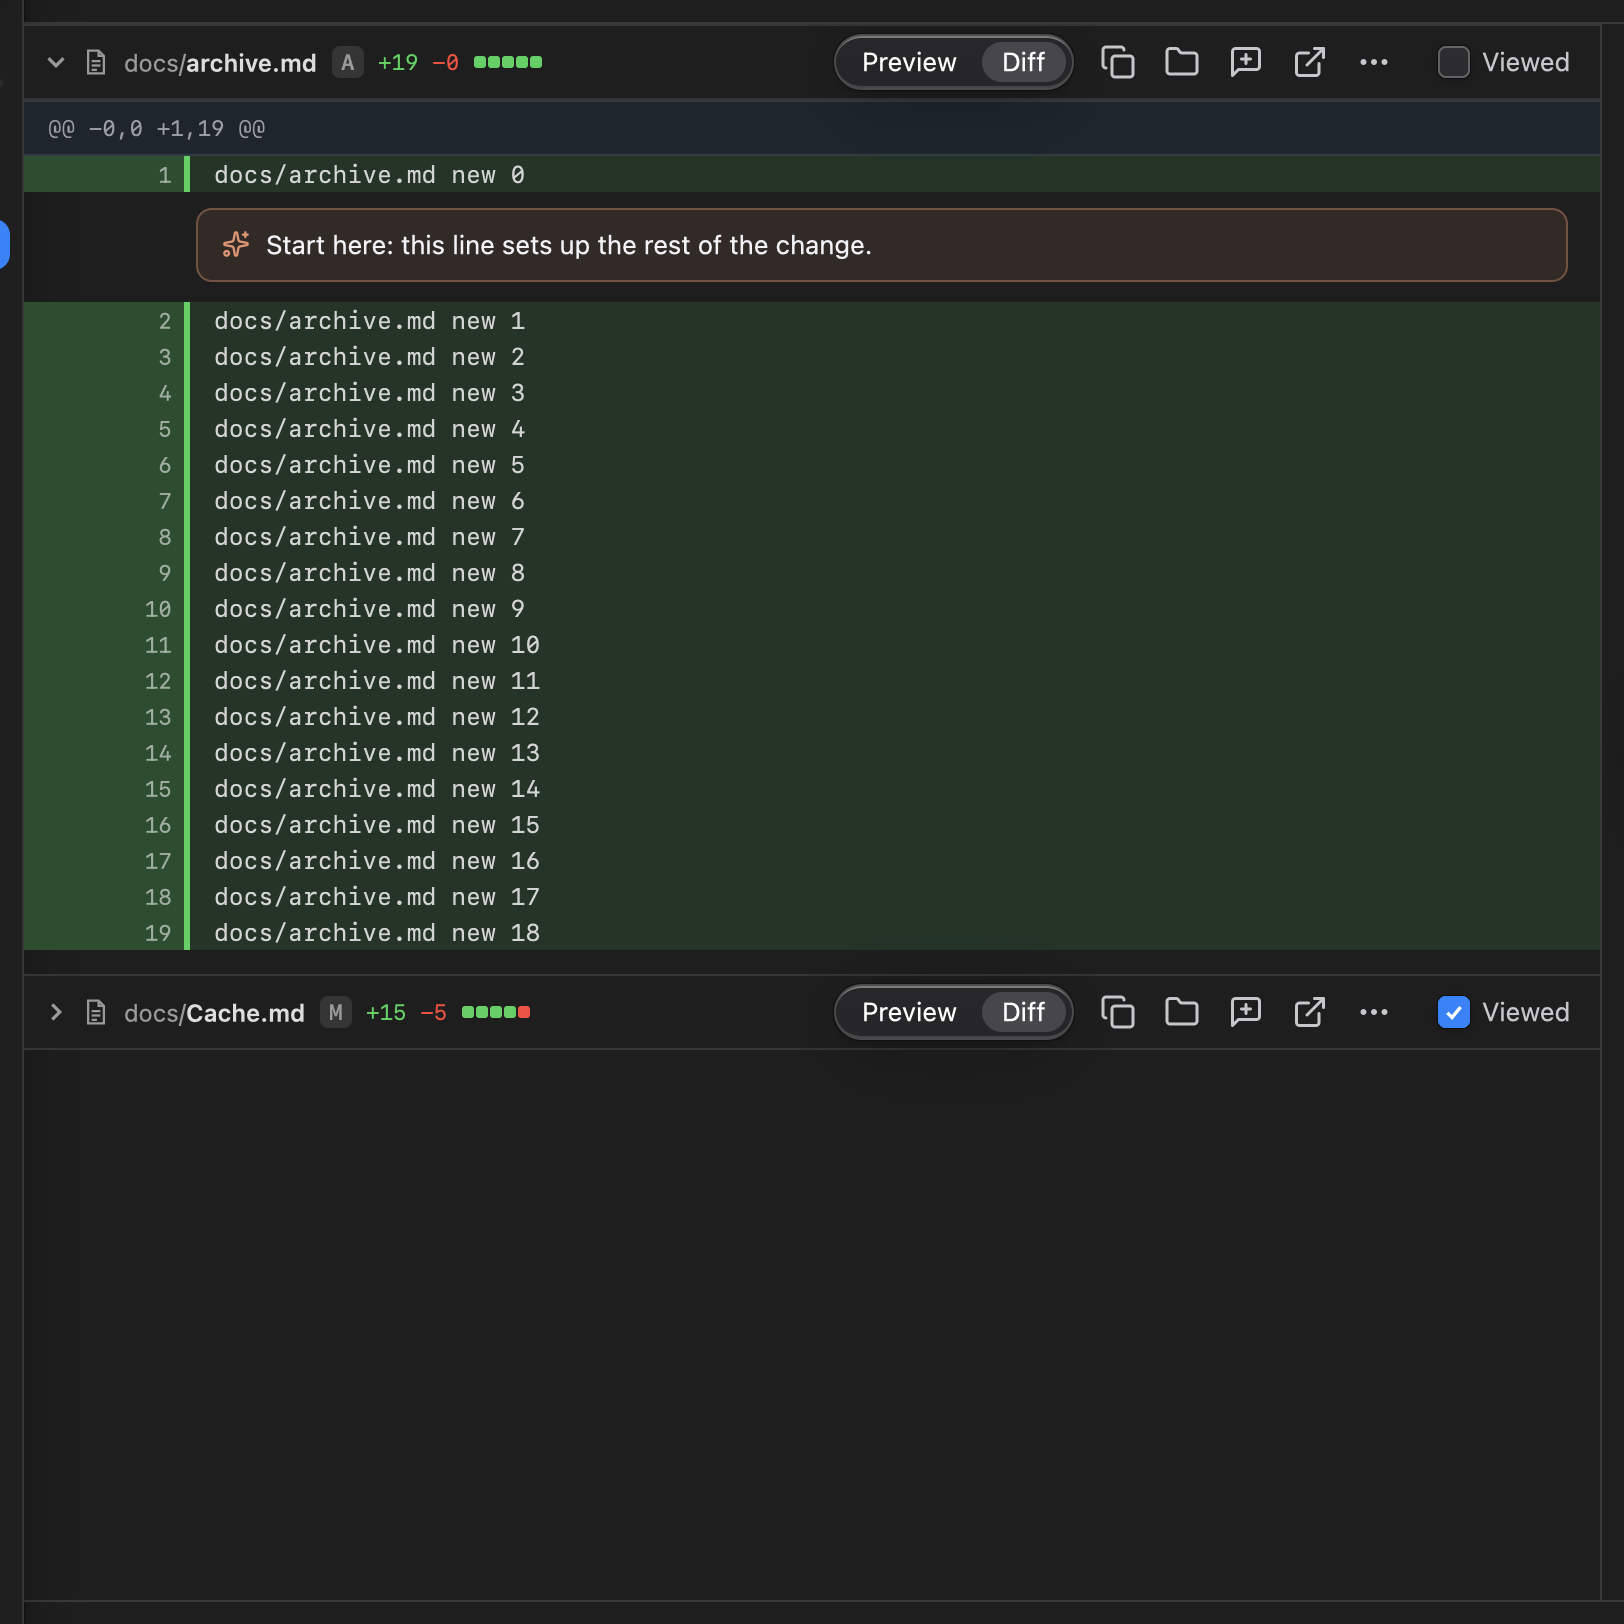 docs/archive.md A +19 −0 Preview Diff Viewed
@@ −0,0 +1,19 @@
1 docs/archive.md new 0
Start here: this line sets up the rest of the change.
2 docs/archive.md new 1
3 docs/archive.md new 2
4 docs/archive.md new 3
5 docs/archive.md new 4
6 docs/archive.md new 5
7 docs/archive.md new 6
8 docs/archive.md new 7
9 docs/archive.md new 8
10 docs/archive.md new 9
11 docs/archive.md new 10
12 docs/archive.md new 11
13 docs/archive.md new 12
14 docs/archive.md new 13
15 docs/archive.md new 14
16 docs/archive.md new 15
17 docs/archive.md new 16
18 docs/archive.md new 17
19 docs/archive.md new 18
docs/Cache.md M +15 −5 Preview Diff Viewed